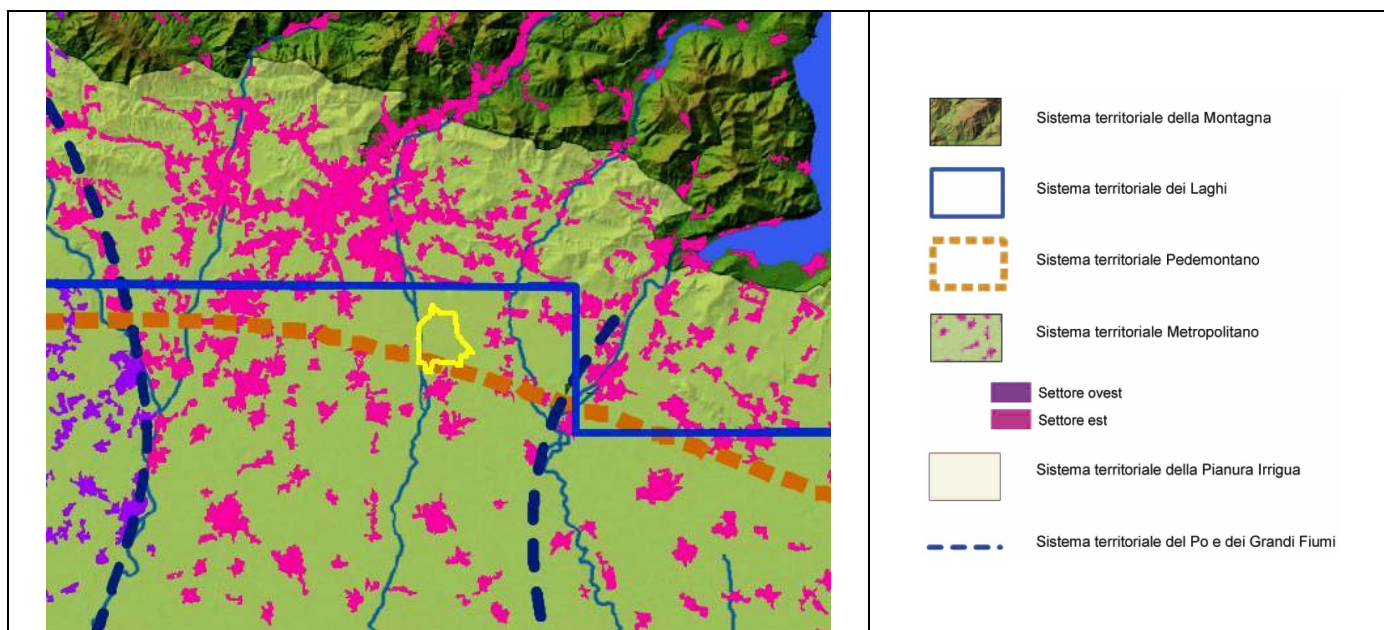 Sistema territoriale della Montagna
Sistema territoriale dei Laghi
Sistema territoriale Pedemontano
Sistema territoriale Metropolitano
Settore ovest
Settore est
Sistema territoriale della Pianura Irrigua
Sistema territoriale del Po e dei Grandi Fiumi